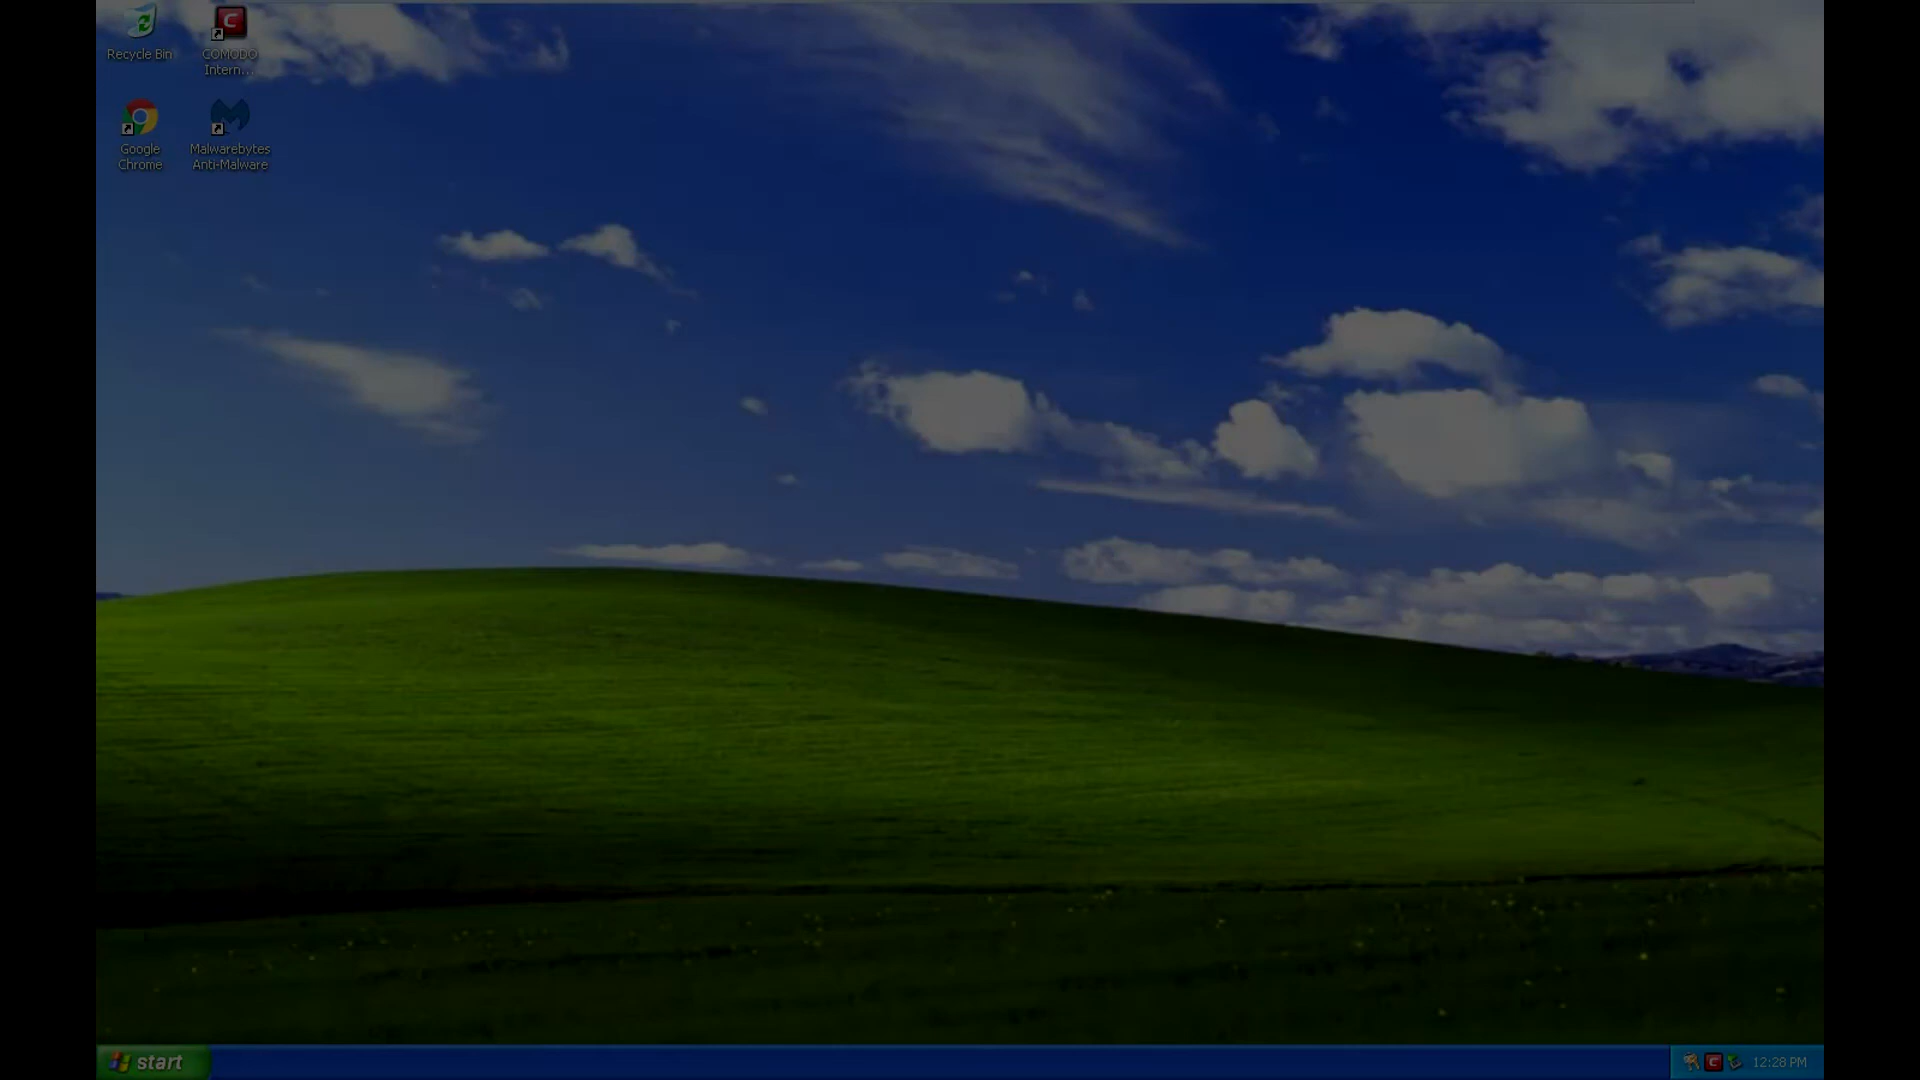 Recycle Bin
COMODO
Intern...
Google
Chrome
Malwarebytes
Anti-Malware
start
12:28 PM